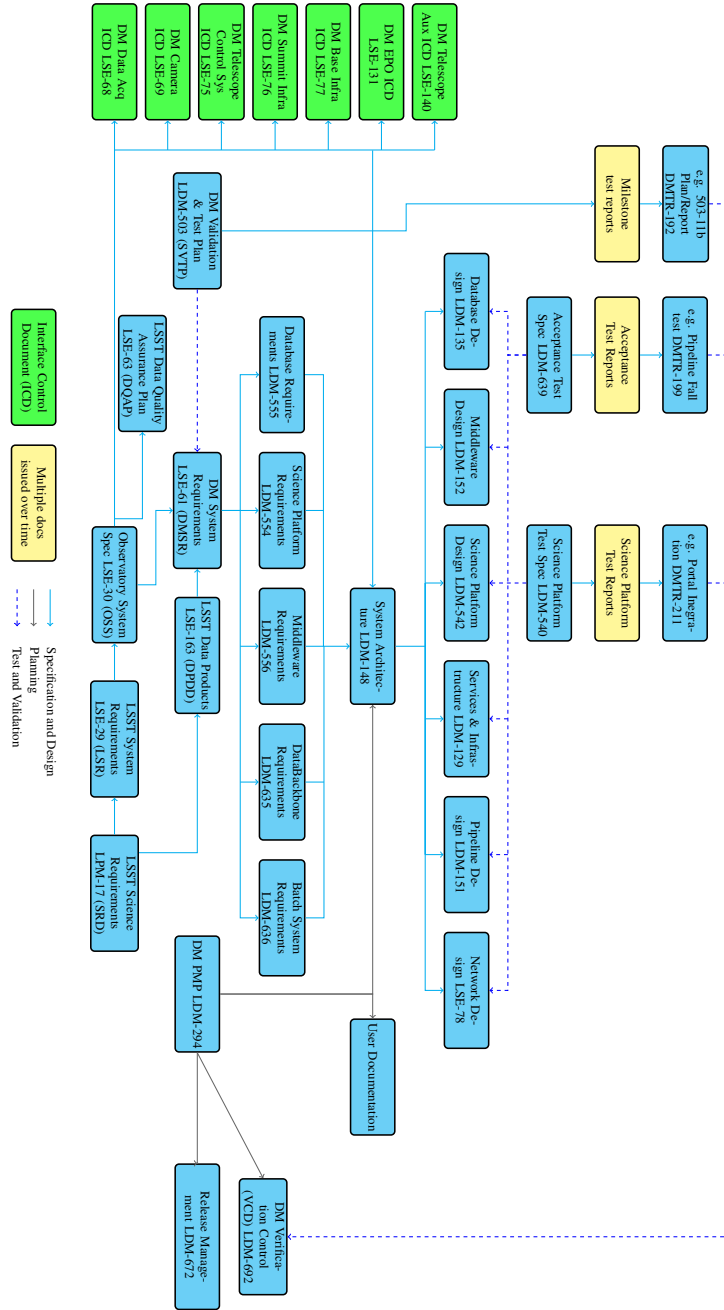 e.g. 503-11b
Plan/Report
DMTR-192
e.g. Pipeline Fall
test DMTR-199
e.g. Portal Inegra-
tion DMTR-211
Milestone
test reports
Acceptance
Test Reports
Science Platform
Test Reports
Acceptance Test
Spec LDM-639
Science Platform
Test Spec LDM-540
Database De-
sign LDM-135
Middleware
Design LDM-152
Science Platform
Design LDM-542
Services & Infras-
tructure LDM-129
Pipeline De-
sign LDM-151
Network De-
sign LSE-78
DM Telescope
Aux ICD LSE-140
DM EPO ICD
LSE-131
DM Base Infra
ICD LSE-77
DM Summit Infra
ICD LSE-76
DM Telescope
Control Sys
ICD LSE-75
DM Camera
ICD LSE-69
DM Data Acq
ICD LSE-68
System Architec-
ture LDM-148
User Documentation
Database Require-
ments LDM-555
Science Platform
Requirements
LDM-554
Middleware
Requirements
LDM-556
DataBackbone
Requirements
LDM-635
Batch System
Requirements
LDM-636
DM Verifica-
tion Control
(VCD) LDM-692
DM Validation
& Test Plan
LDM-503 (SVTP)
DM System
Requirements
LSE-61 (DMSR)
LSST Data Products
LSE-163 (DPDD)
DM PMP LDM-294
Release Manage-
ment LDM-672
LSST Data Quality
Assurance Plan
LSE-63 (DQAP)
Observatory System
Spec LSE-30 (OSS)
LSST System
Requirements
LSE-29 (LSR)
LSST Science
Requirements
LPM-17 (SRD)
Interface Control
Document (ICD)
Multiple docs
issued over time
Specification and Design
Planning
Test and Validation